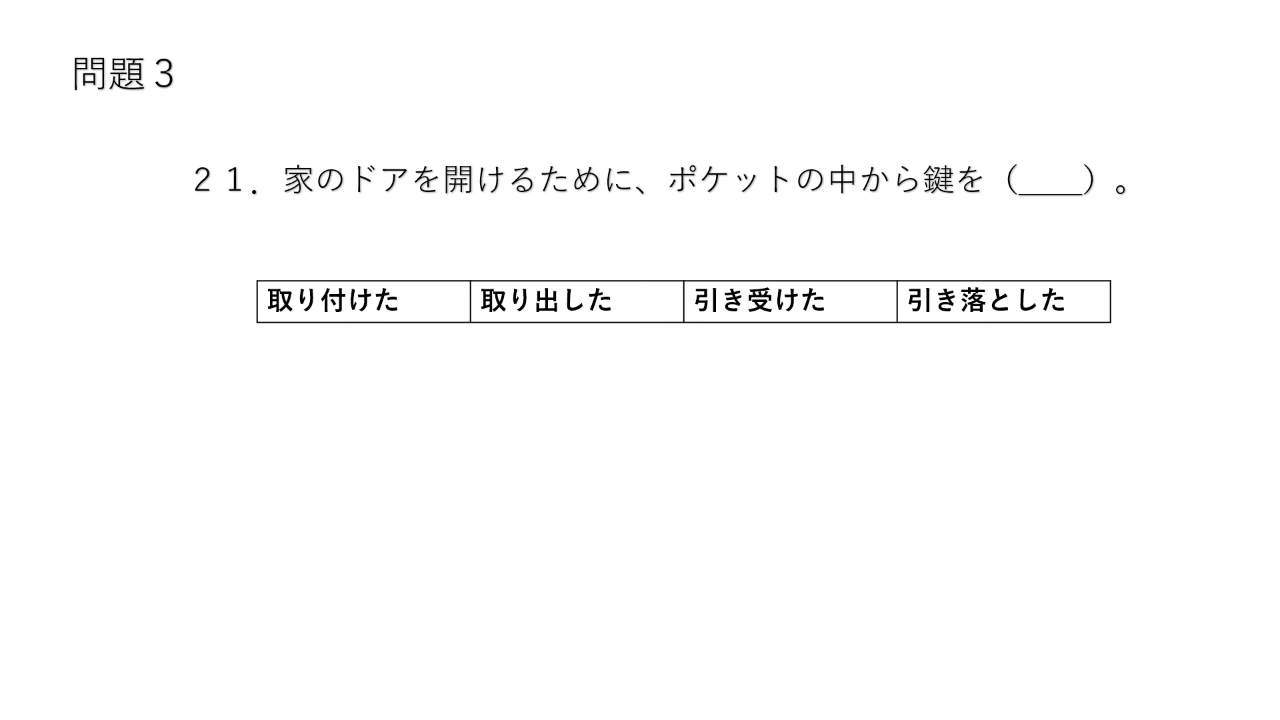 問題３
２１．家のドアを開けるために、ポケットの中から鍵を（____）。
取り付けた 取り出した 引き受けた 引き落とした